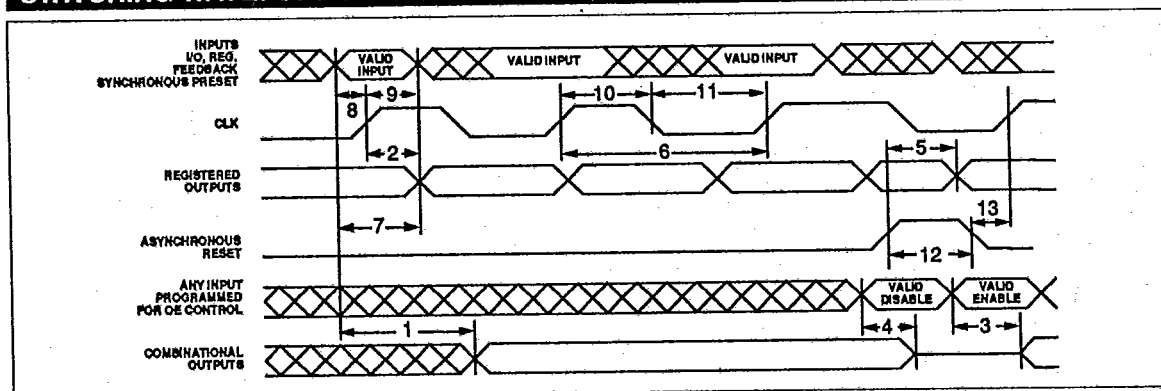 INPUTS
I/O, REG.
FEEDBACK
SYNCHRONOUS PRESET
VALID
INPUT
VALID INPUT
VALID INPUT
8
9
10
11
CLK
2
6
5
REGISTERED
OUTPUTS
7
13
ASYNCHRONOUS
RESET
12
ANY INPUT
PROGRAMMED
FOR OE CONTROL
VALID
DISABLE
VALID
ENABLE
1
4
3
COMBINATIONAL
OUTPUTS